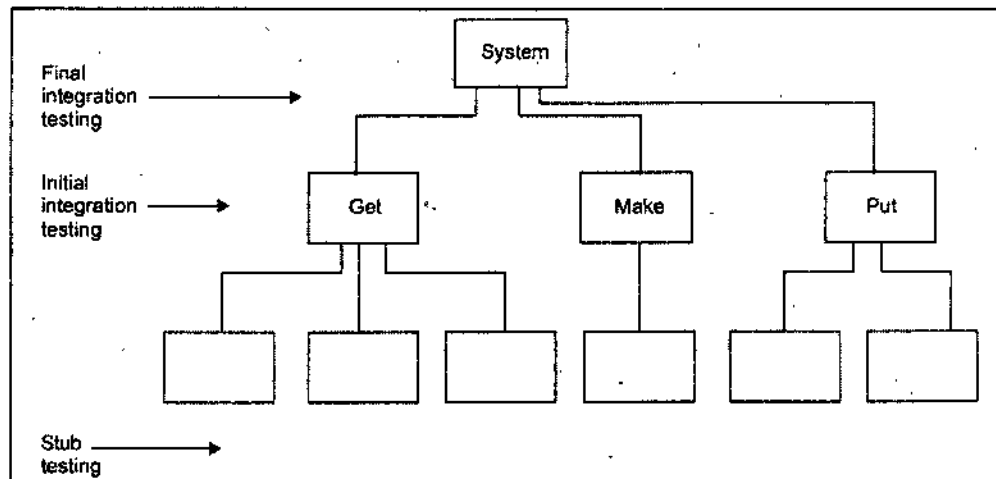 System
Final
integration
testing
Initial
integration
testing
Get
Make
Put
Stub
testing